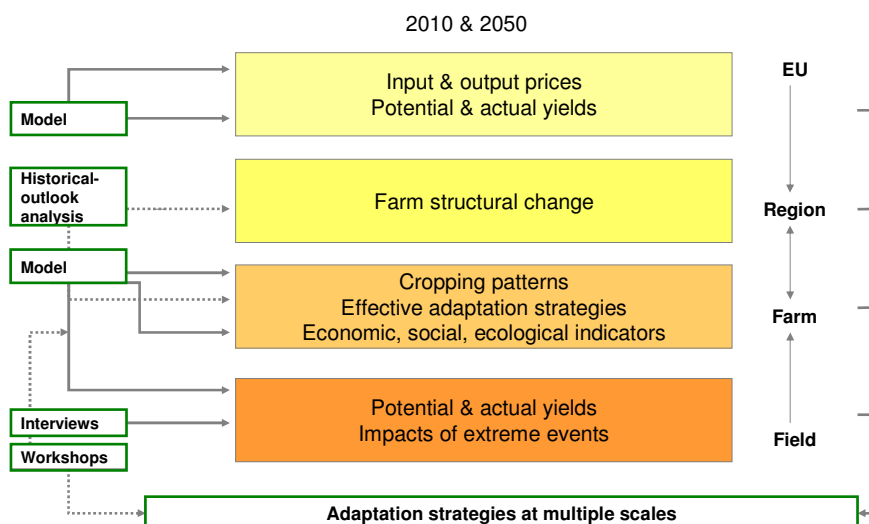 2010 & 2050
Input & output prices
Potential & actual yields
EU
Model
Historical-
outlook
analysis
Farm structural change
Region
Model
Cropping patterns
Effective adaptation strategies
Economic, social, ecological indicators
Farm
Potential & actual yields
Impacts of extreme events
Interviews
Workshops
Field
Adaptation strategies at multiple scales